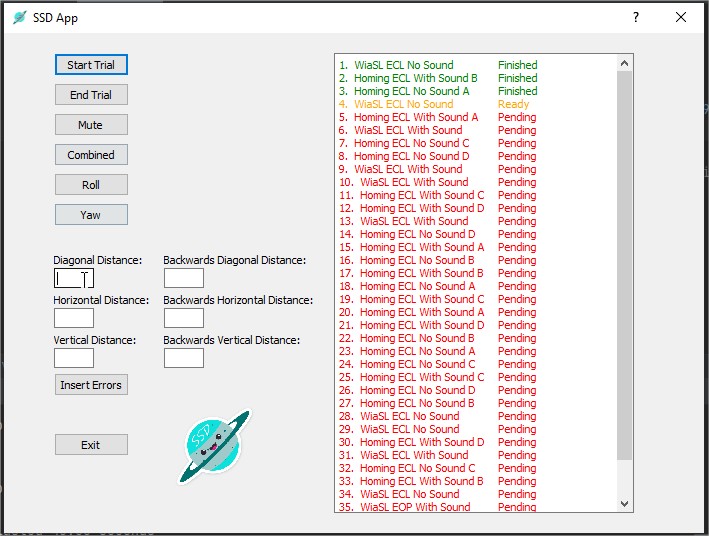 SSD App
?
Start Trial
End Trial
Mute
Combined
Roll
Yaw
Diagonal Distance:
Backwards Diagonal Distance:
Horizontal Distance:
Backwards Horizontal Distance:
Vertical Distance:
Backwards Vertical Distance:
Insert Errors
Exit
SSD
1. WiaSL ECL No Sound Finished
2. Homing ECL With Sound B Finished
3. Homing ECL No Sound A Finished
4. WiaSL ECL No Sound Ready
5. Homing ECL With Sound A Pending
6. WiaSL ECL With Sound Pending
7. Homing ECL No Sound C Pending
8. Homing ECL No Sound D Pending
9. WiaSL ECL With Sound Pending
10. WiaSL ECL With Sound Pending
11. Homing ECL With Sound C Pending
12. Homing ECL With Sound D Pending
13. WiaSL ECL With Sound Pending
14. Homing ECL No Sound D Pending
15. Homing ECL With Sound A Pending
16. Homing ECL No Sound B Pending
17. Homing ECL With Sound B Pending
18. Homing ECL No Sound A Pending
19. Homing ECL With Sound C Pending
20. Homing ECL With Sound A Pending
21. Homing ECL With Sound D Pending
22. Homing ECL No Sound B Pending
23. Homing ECL No Sound A Pending
24. Homing ECL No Sound C Pending
25. Homing ECL With Sound C Pending
26. Homing ECL No Sound D Pending
27. Homing ECL No Sound B Pending
28. WiaSL ECL No Sound Pending
29. WiaSL ECL No Sound Pending
30. Homing ECL With Sound D Pending
31. WiaSL ECL With Sound Pending
32. Homing ECL No Sound C Pending
33. Homing ECL With Sound B Pending
34. WiaSL ECL No Sound Pending
35. WiaSL EOP With Sound Pending